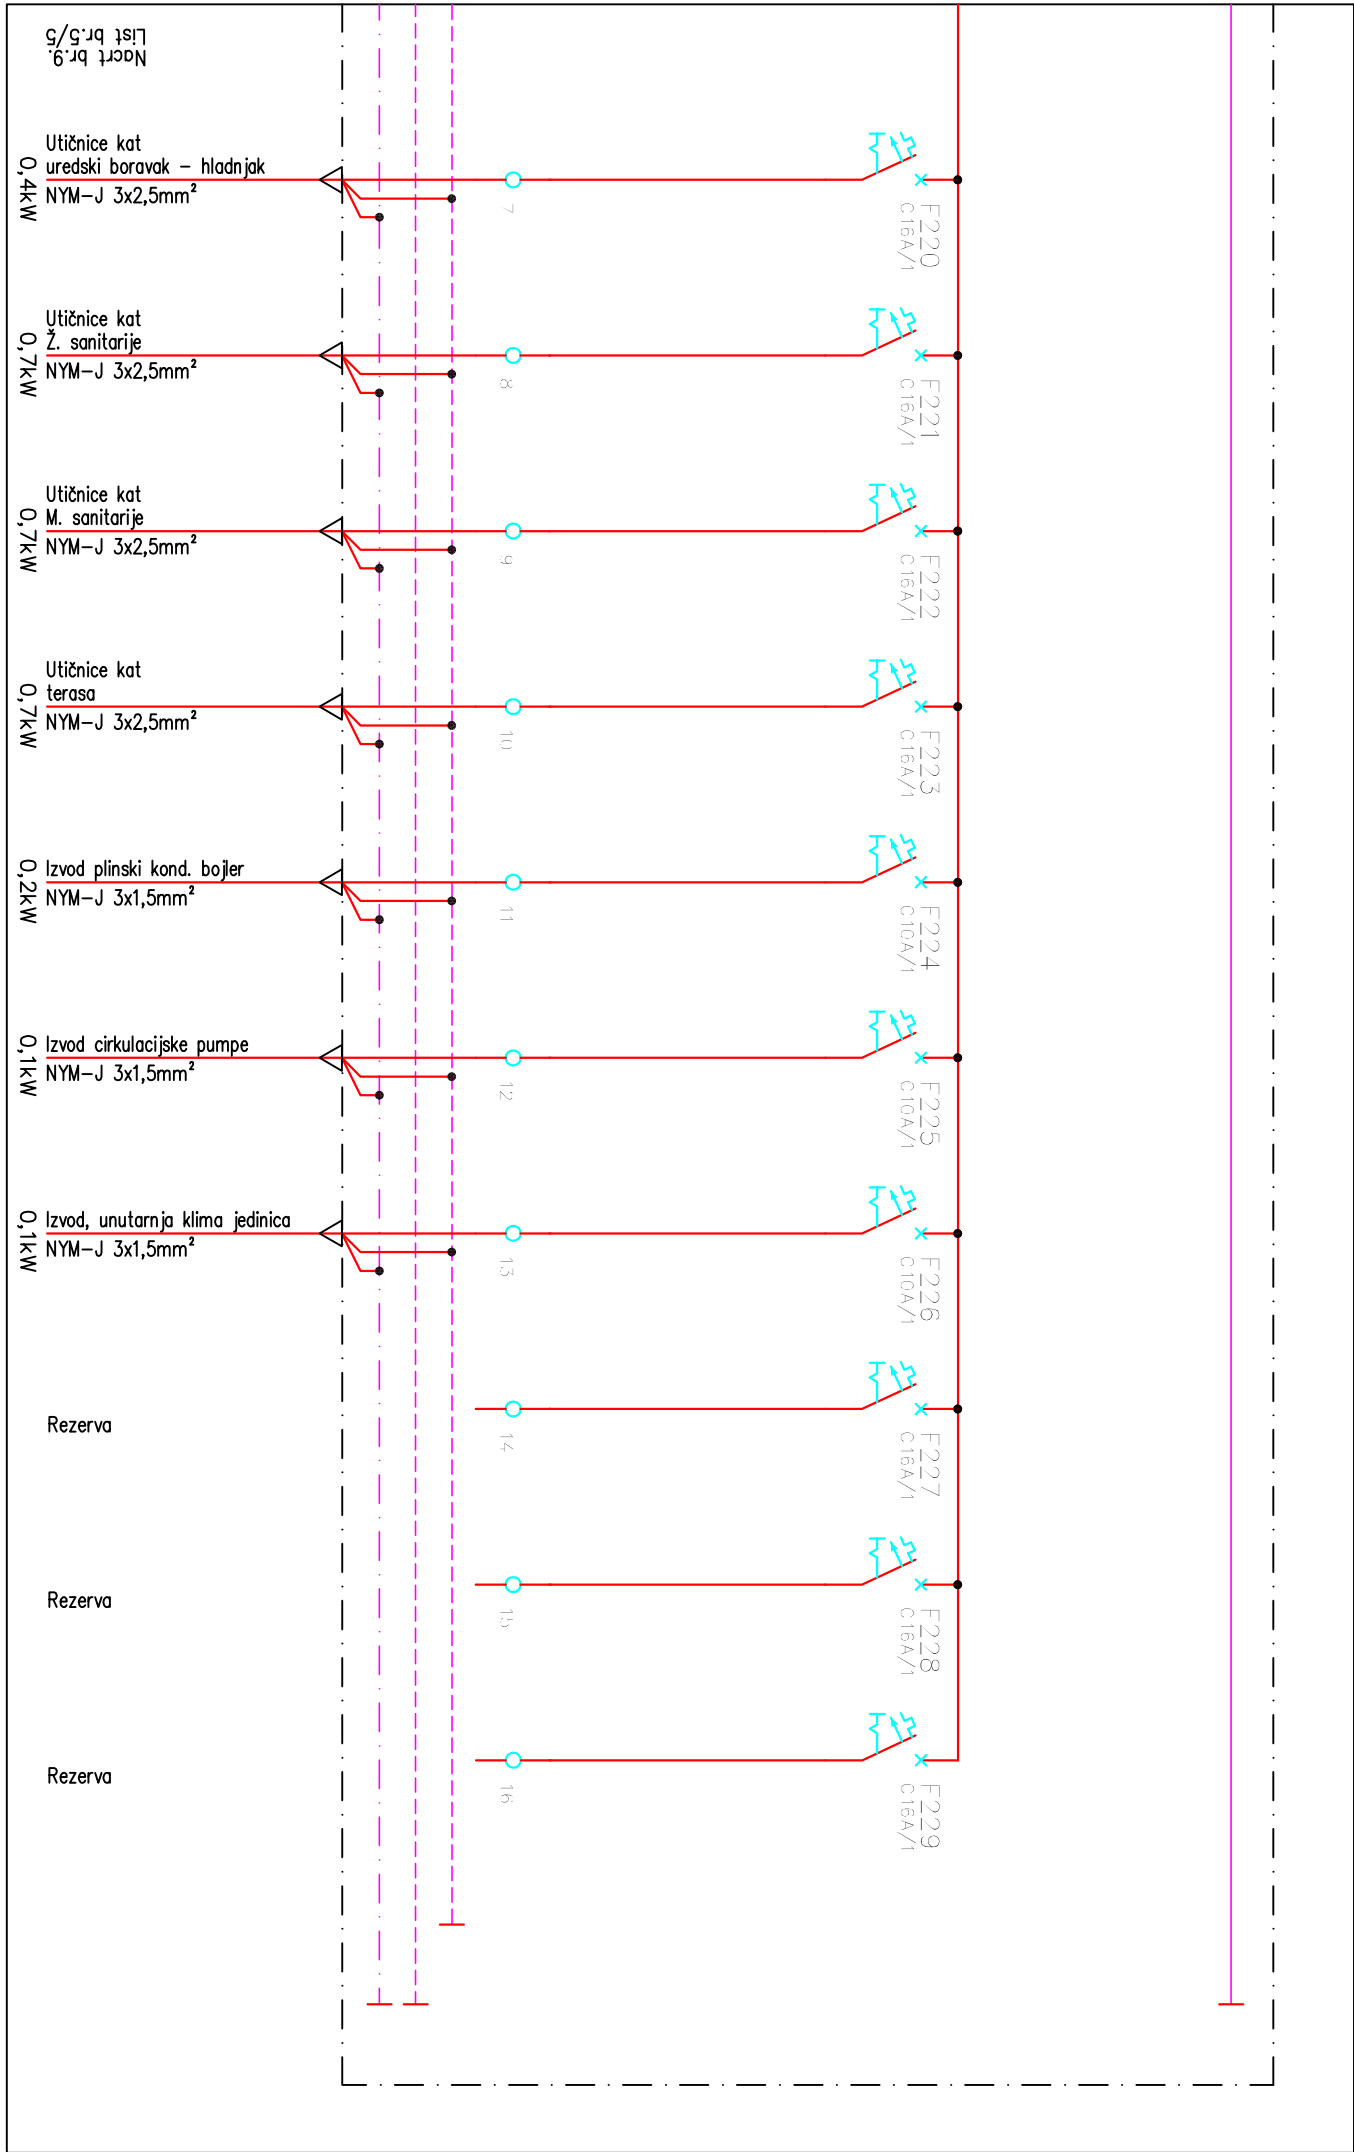 Nacrt br.9.
List br.5/5
Utičnice kat
uredski boravak – hladnjak
NYM–J 3x2,5mm²
0,4kW
7
F220
C16A/1
Utičnice kat
Ž. sanitarije
NYM–J 3x2,5mm²
0,7kW
8
F221
C16A/1
Utičnice kat
M. sanitarije
NYM–J 3x2,5mm²
0,7kW
9
F222
C16A/1
Utičnice kat
terasa
NYM–J 3x2,5mm²
0,7kW
10
F223
C16A/1
Izvod plinski kond. bojler
NYM–J 3x1,5mm²
0,2kW
11
F224
C10A/1
Izvod cirkulacijske pumpe
NYM–J 3x1,5mm²
0,1kW
12
F225
C10A/1
Izvod, unutarnja klima jedinica
NYM–J 3x1,5mm²
0,1kW
13
F226
C10A/1
Rezerva
14
F227
C16A/1
Rezerva
15
F228
C16A/1
Rezerva
16
F229
C16A/1